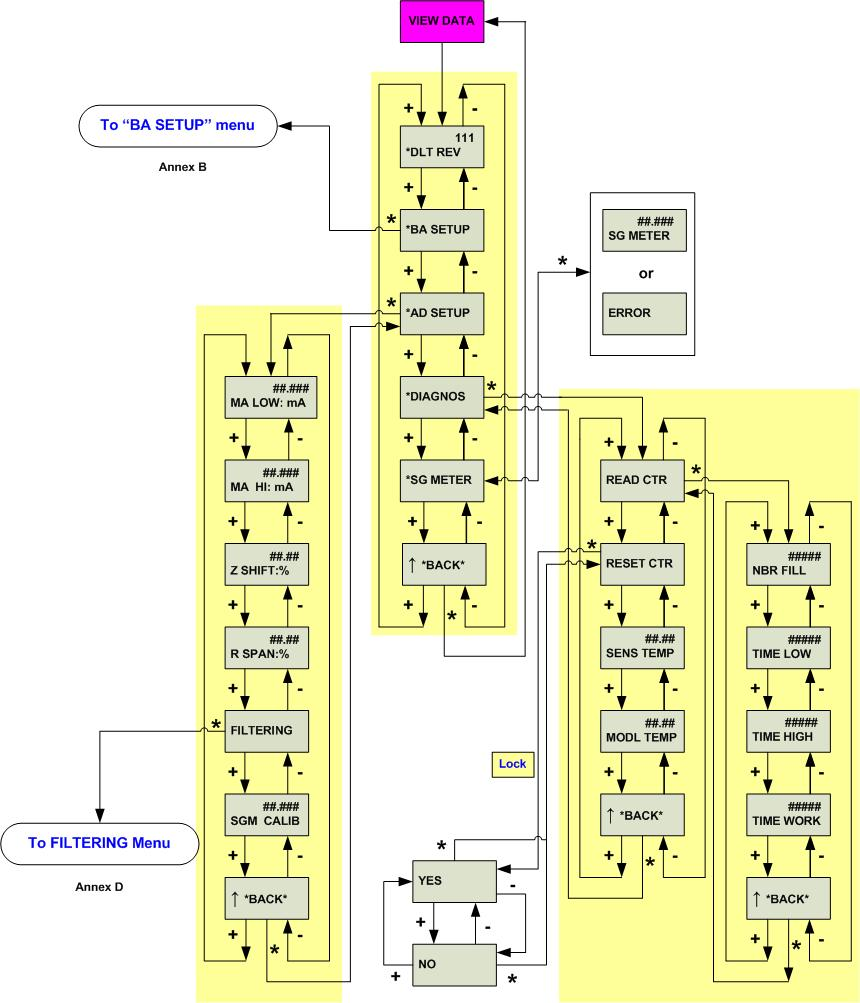 VIEW DATA
+
-
111
*DLT REV
+
-
To “BA SETUP” menu
Annex B
*
*BA SETUP
+
-
*
*AD SETUP
+
-
*DIAGNOS
*
+
-
*SG METER
+
-
↑ *BACK*
+
*
-
*
##.###
SG METER
or
ERROR
##.###
MA LOW: mA
+
-
##.###
MA HI: mA
+
-
##.##
Z SHIFT:%
+
-
##.##
R SPAN:%
+
-
*
FILTERING
+
-
To FILTERING Menu
Annex D
##.###
SGM CALIB
+
-
↑ *BACK*
+
*
-
+
-
READ CTR
*
+
-
*
RESET CTR
+
-
##.##
SENS TEMP
+
-
##.##
MODL TEMP
+
-
↑ *BACK*
+
*
-
+
-
#####
NBR FILL
+
-
#####
TIME LOW
+
-
#####
TIME HIGH
+
-
#####
TIME WORK
+
-
↑ *BACK*
+
*
-
Lock
*
YES
-
+
-
NO
+
*